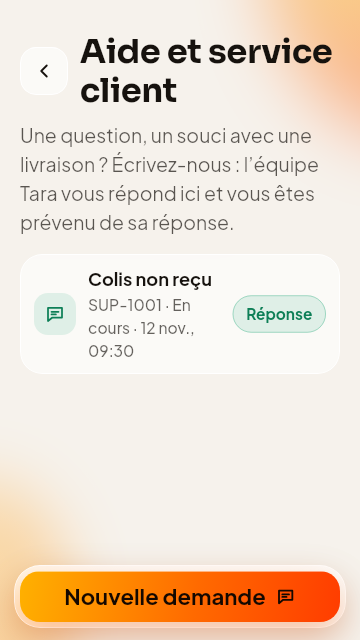 Aide et service
client
Une question, un souci avec une
livraison ? Écrivez-nous : l’équipe
Tara vous répond ici et vous êtes
prévenu de sa réponse.
Colis non reçu
SUP-1001 · En
cours · 12 nov.,
09:30
Réponse
Nouvelle demande